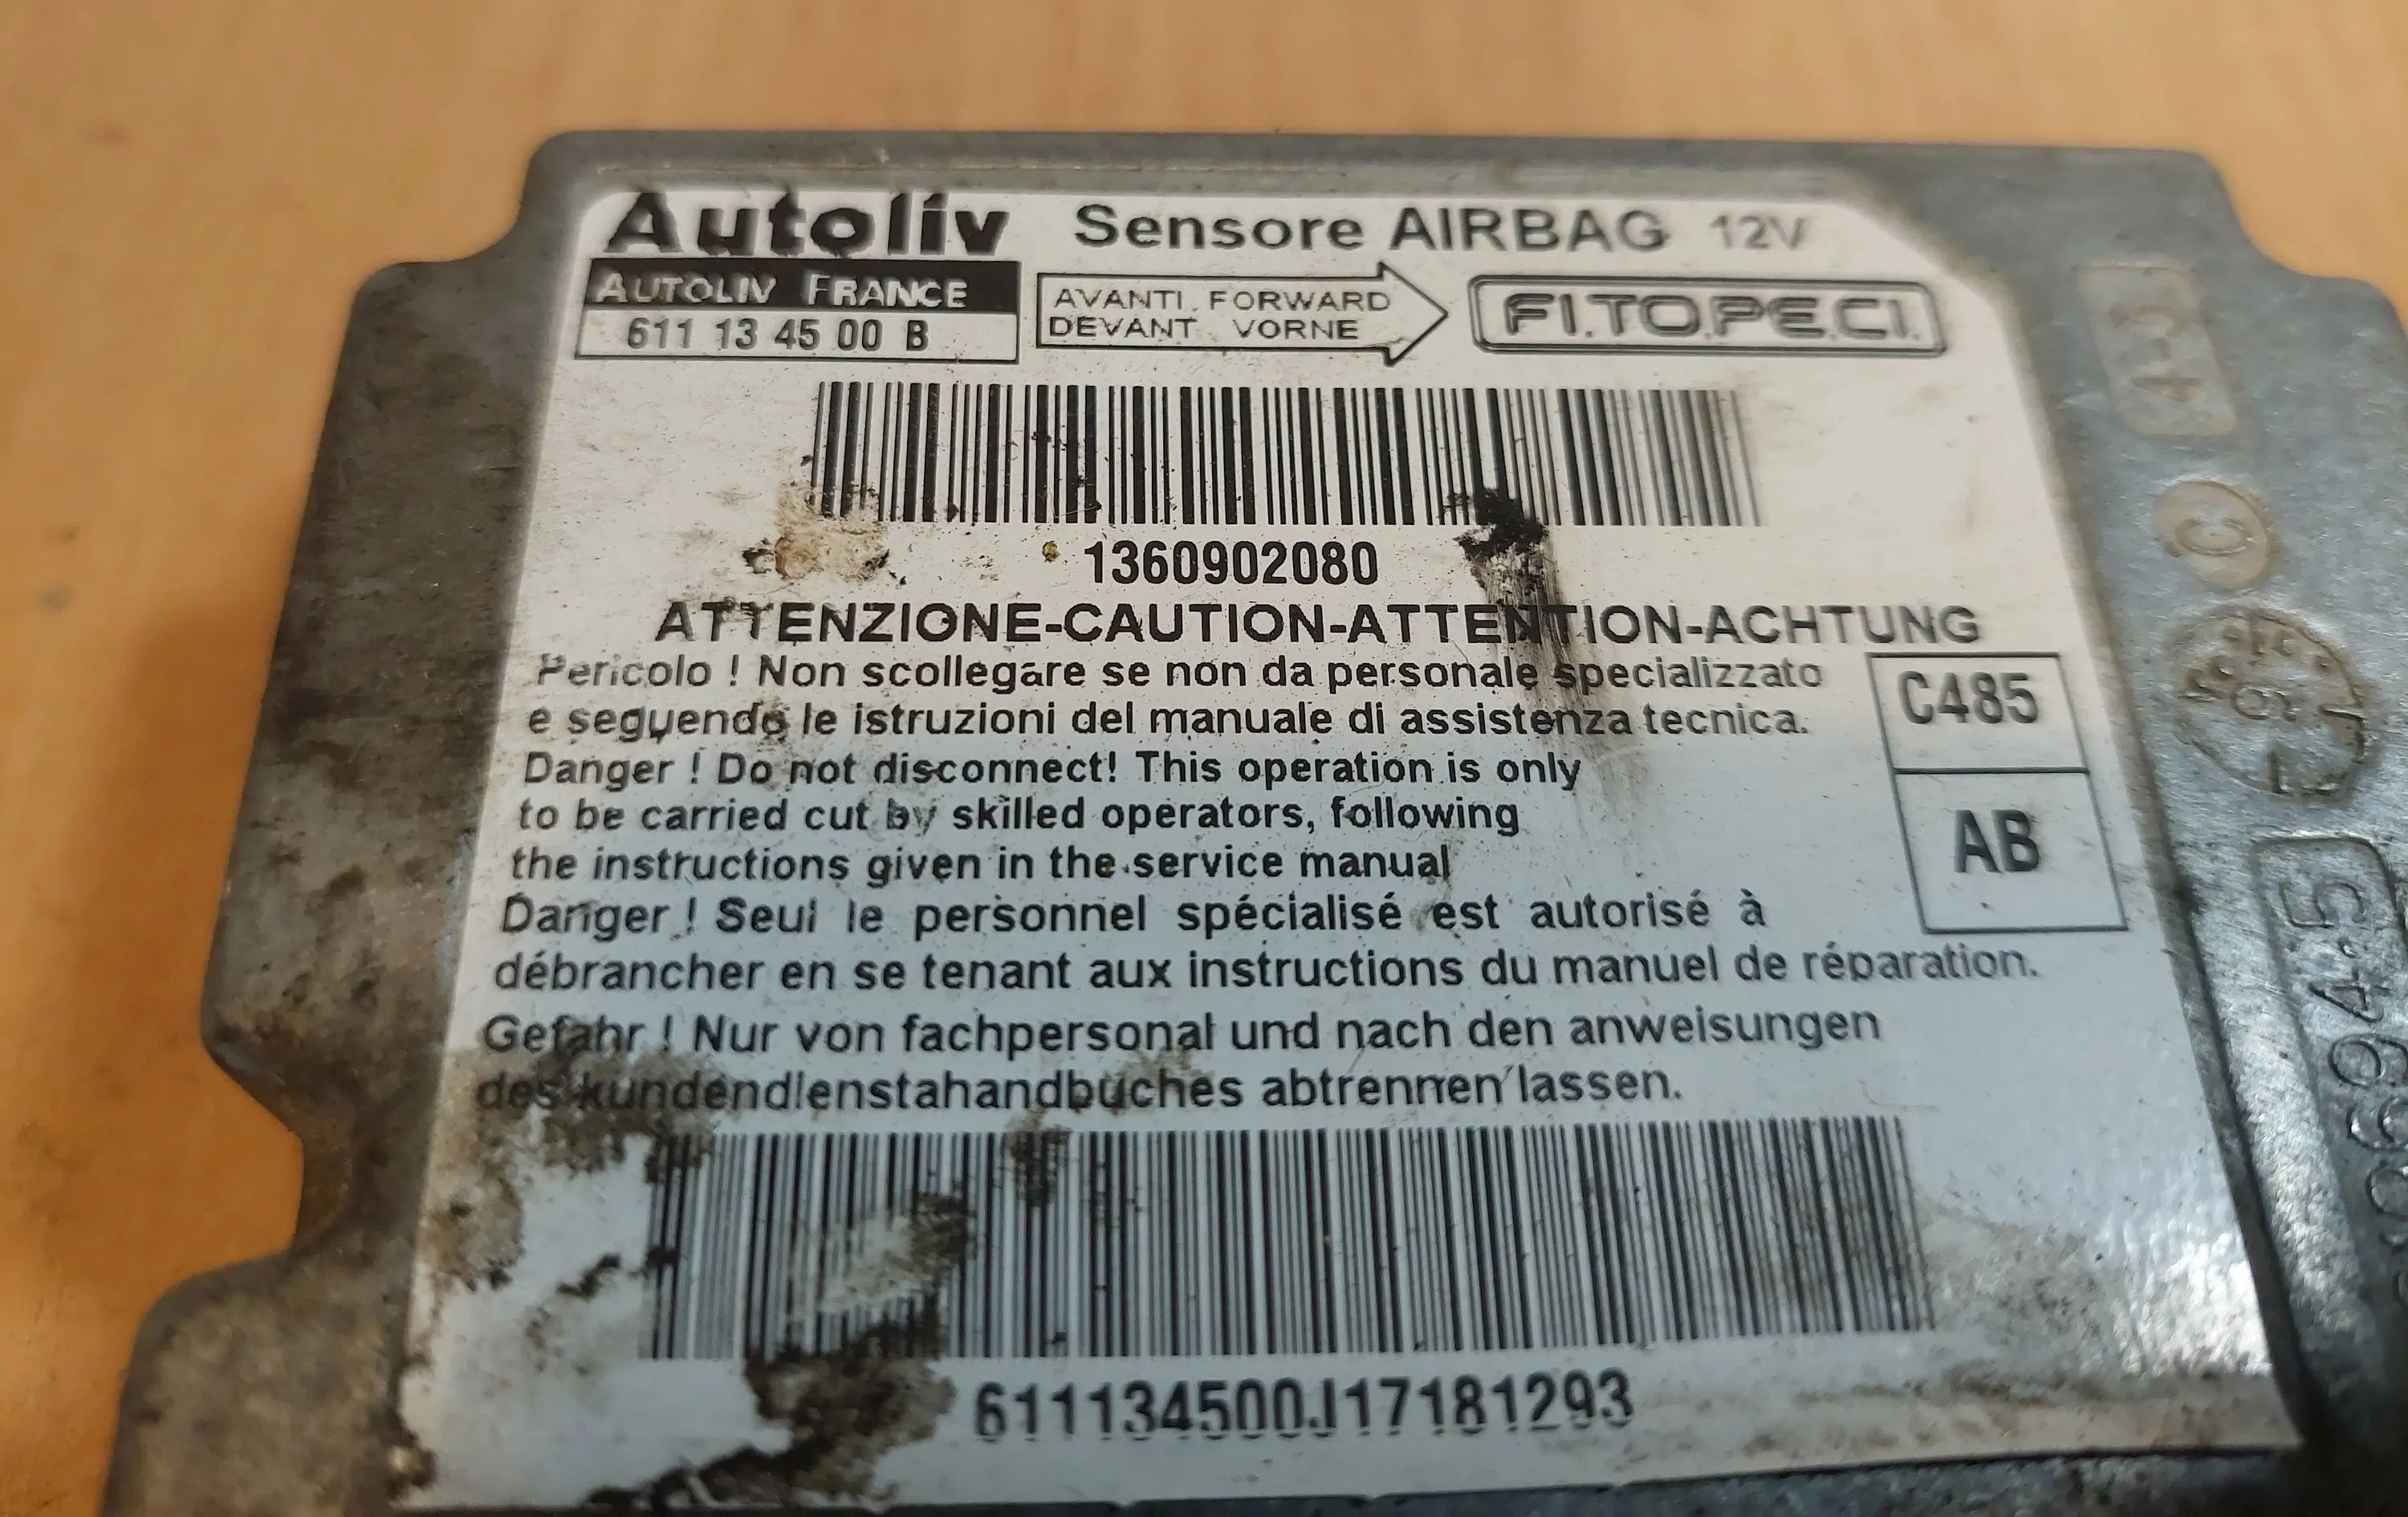 Autoliv Sensore AIRBAG 12V
AUTOLIV FRANCE
611 13 45 00 B
AVANTI FORWARD
DEVANT VORNE
FI.TO.PE.CI.
1360902080
ATTENZIONE-CAUTION-ATTENTION-ACHTUNG
Pericolo ! Non scollegare se non da personale specializzato
e seguendo le istruzioni del manuale di assistenza tecnica.
Danger ! Do not disconnect! This operation is only
to be carried cut by skilled operators, following
the instructions given in the service manual
Danger ! Seul le personnel spécialisé est autorisé à
débrancher en se tenant aux instructions du manuel de réparation.
Gefahr ! Nur von fachpersonal und nach den anweisungen
des kundendienstahandbuches abtrennen lassen.
C485
AB
611134500J17181293
4-3
C